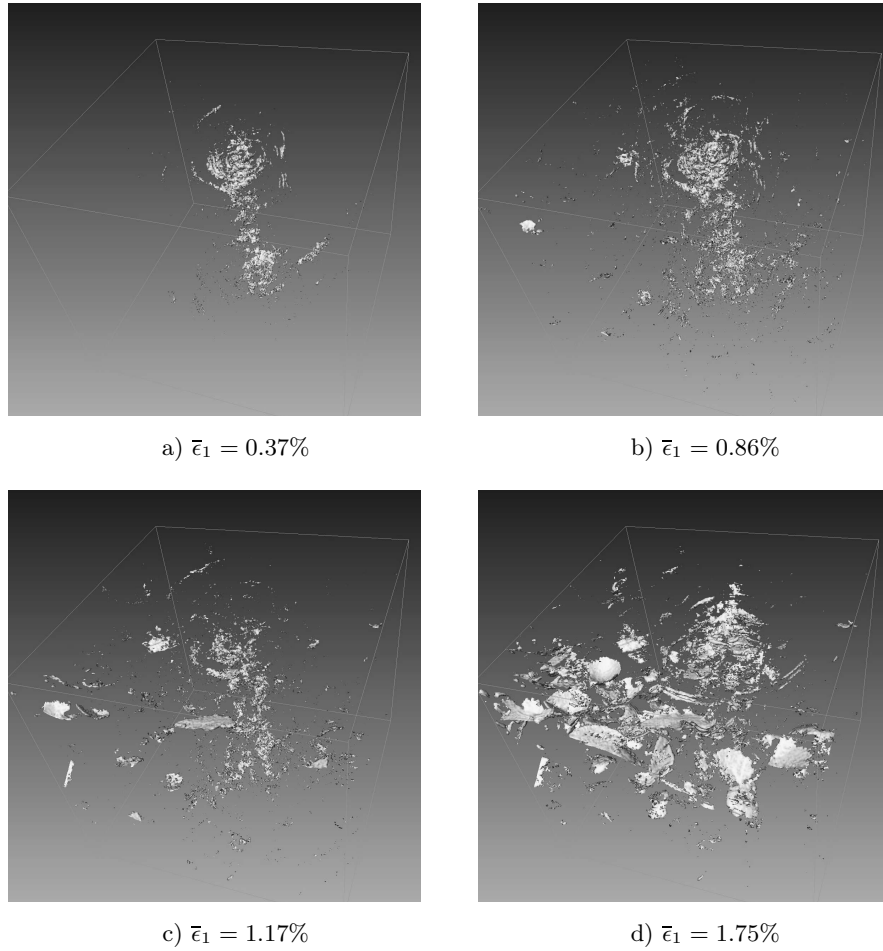 a) ϵ̅₁ = 0.37%
b) ϵ̅₁ = 0.86%
c) ϵ̅₁ = 1.17%
d) ϵ̅₁ = 1.75%